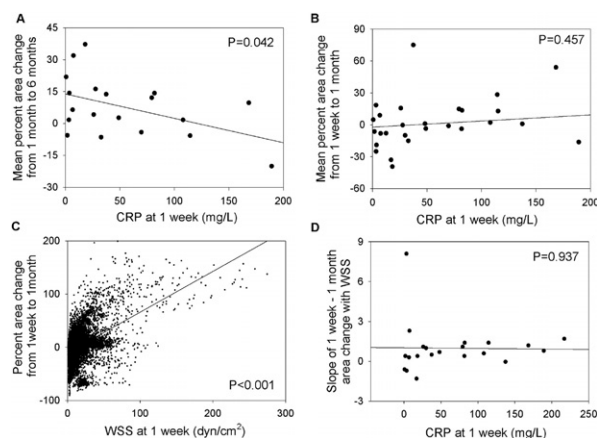 A
P=0.042
Mean percent area change
from 1 month to 6 months
45
30
15
0
-15
-30
0
50
100
150
200
CRP at 1 week (mg/L)
B
P=0.457
Mean percent area change
from 1 week to 1 month
90
60
30
0
-30
-60
0
50
100
150
200
CRP at 1 week (mg/L)
C
Percent area change
from 1week to 1month
200
100
0
-100
P<0.001
0
100
200
300
WSS at 1 week (dyn/cm²)
D
P=0.937
Slope of 1 week - 1 month
area change with WSS
9
6
3
0
-3
0
50
100
150
200
CRP at 1 week (mg/L)